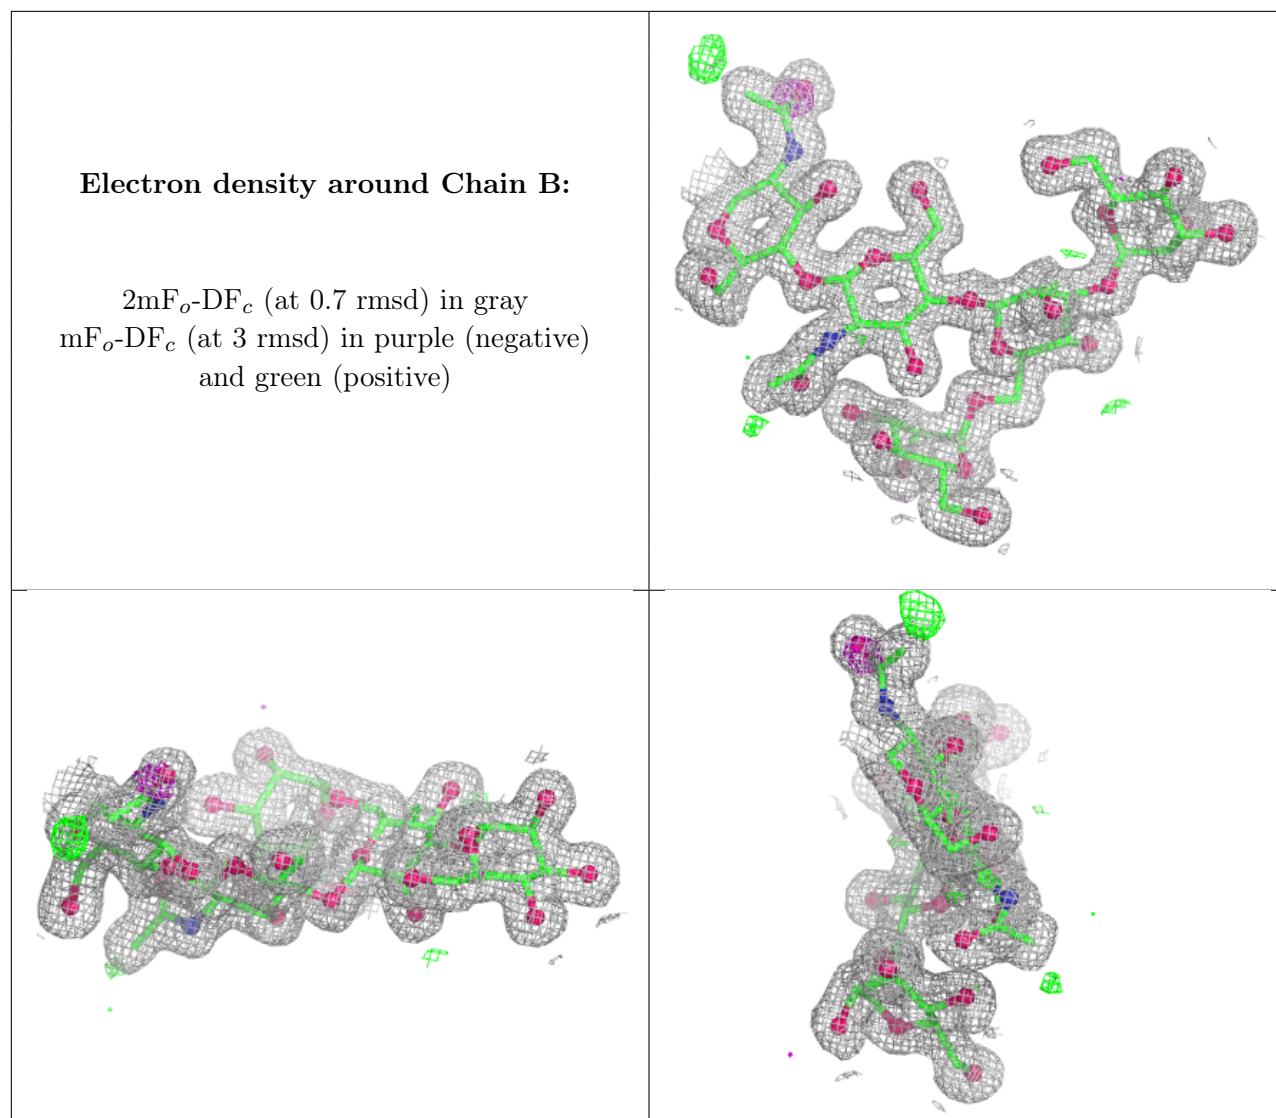 Electron density around Chain B:
2mFₒ-DF𝒸 (at 0.7 rmsd) in gray
mFₒ-DF𝒸 (at 3 rmsd) in purple (negative)
and green (positive)